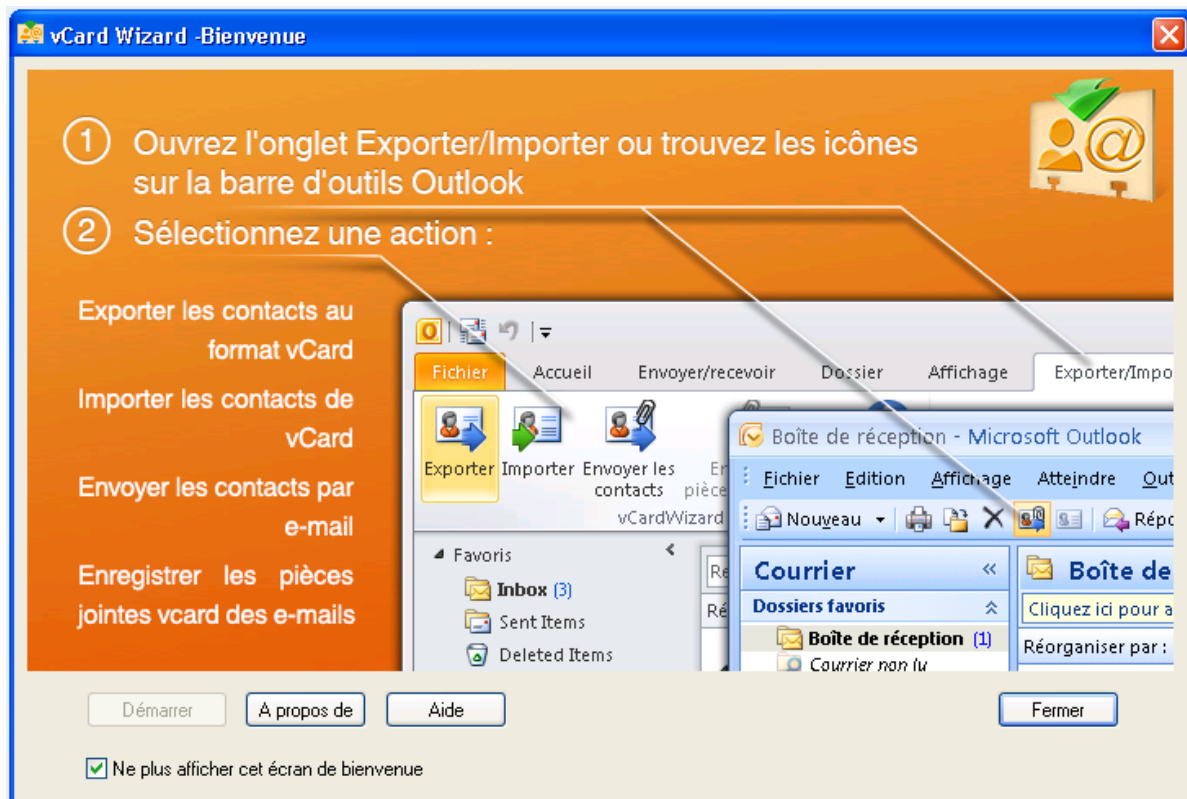 vCard Wizard -Bienvenue
1 Ouvrez l'onglet Exporter/Importer ou trouvez les icônes
sur la barre d'outils Outlook
2 Sélectionnez une action :
Exporter les contacts au
format vCard
Importer les contacts de
vCard
Envoyer les contacts par
e-mail
Enregistrer les pièces
jointes vcard des e-mails
Fichier Accueil Envoyer/recevoir Dossier Affichage Exporter/Impo
Exporter Importer Envoyer les
contacts
vCardWizard
Favoris
Inbox (3)
Sent Items
Deleted Items
Boîte de réception - Microsoft Outlook
Fichier Edition Affichage Atteindre Out
Nouveau Répo
Courrier
Dossiers favoris
Boîte de réception (1)
Courrier non lu
Boîte de
Cliquez ici pour a
Réorganiser par :
Démarrer A propos de Aide Fermer
Ne plus afficher cet écran de bienvenue